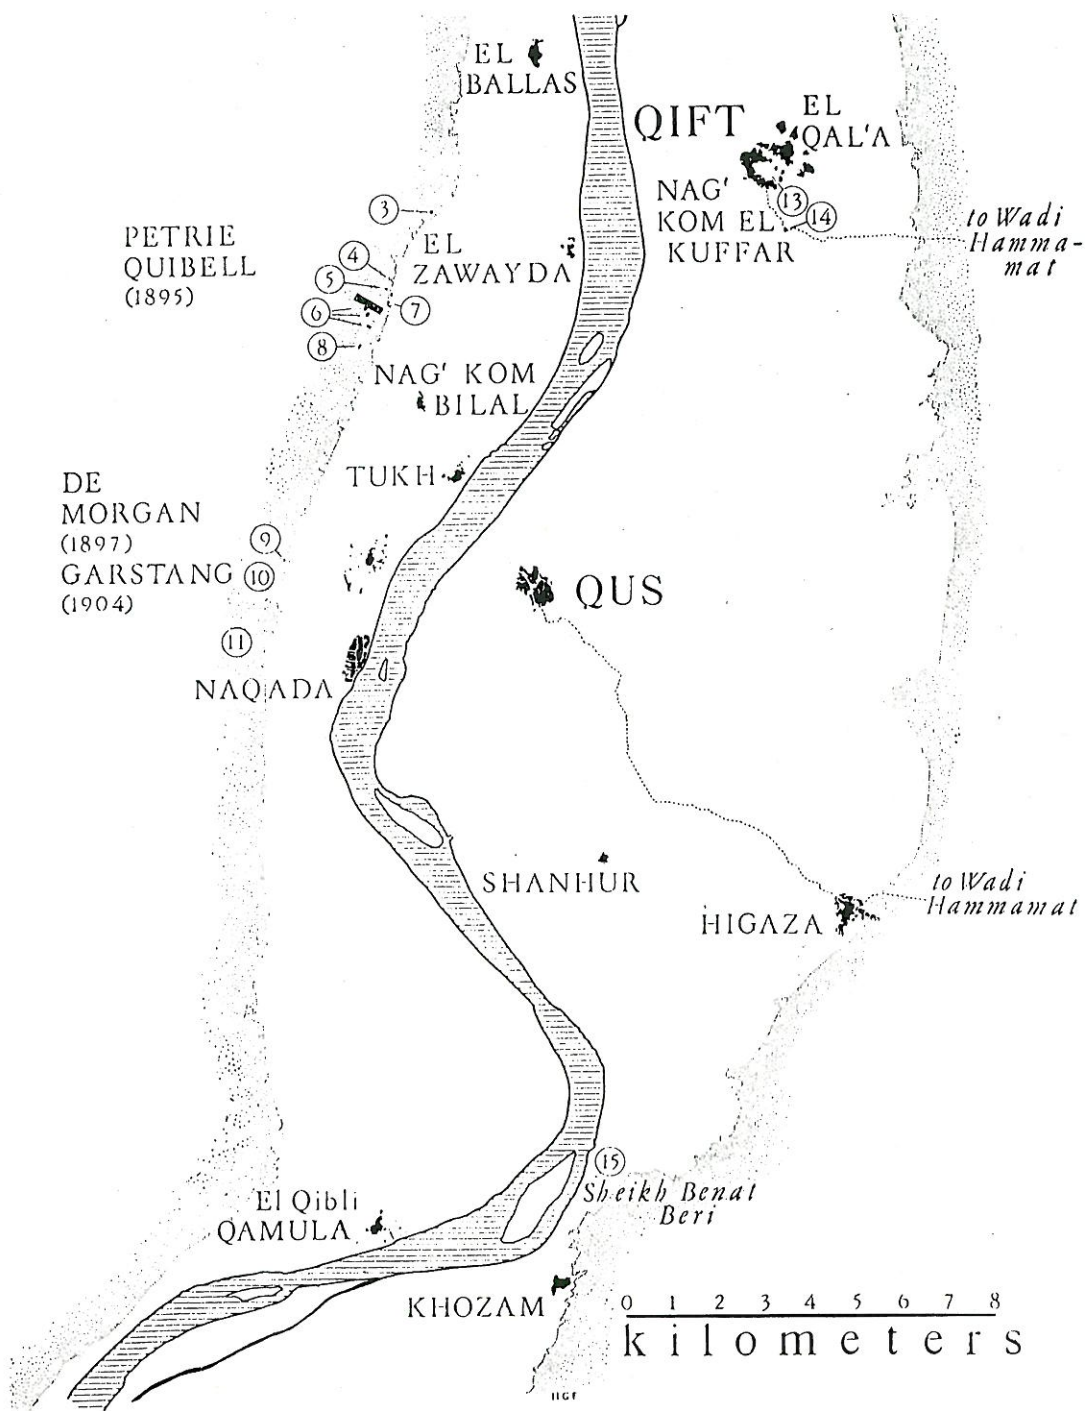 EL
BALLAS
QIFT
EL
QAL'A
NAG'
KOM EL
KUFFAR
13
14
to Wadi
Hamma-
mat
3
PETRIE
QUIBELL
(1895)
EL
ZAWAYDA
4
5
6
7
8
NAG' KOM
BILAL
TUKH
DE
MORGAN
(1897)
GARSTANG
(1904)
9
10
11
QUS
NAQADA
SHANHUR
to Wadi
Hammamat
HIGAZA
15
Sheikh Benat
Beri
El Qibli
QAMULA
KHOZAM
0 1 2 3 4 5 6 7 8
kilometers